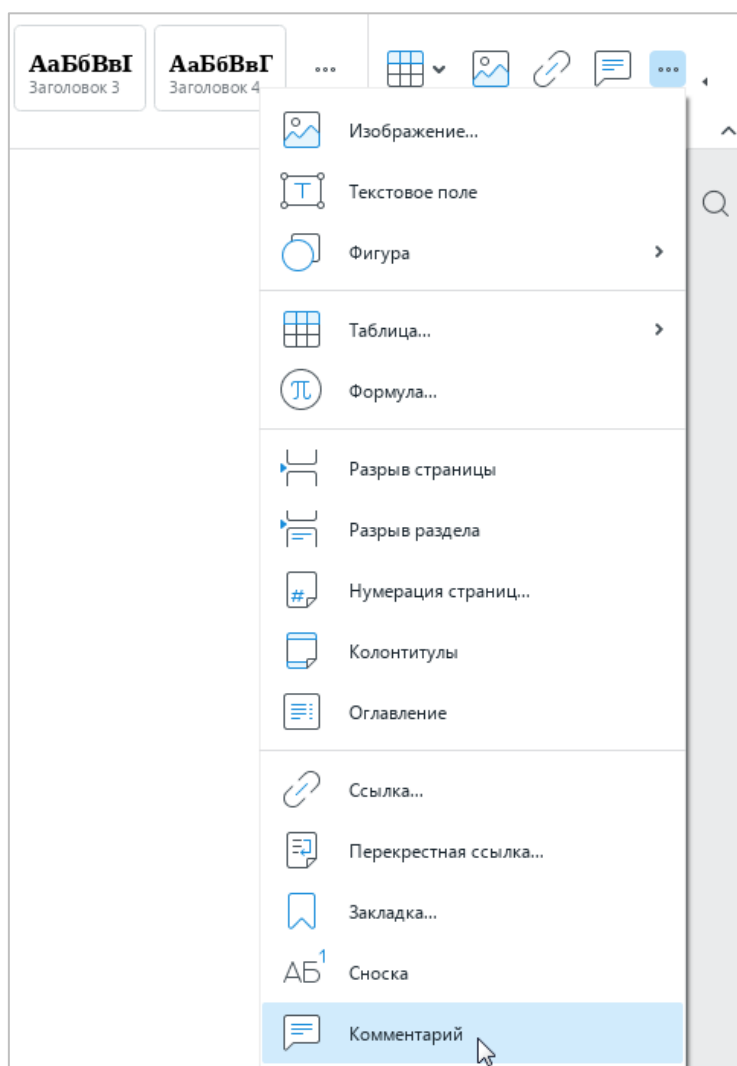 АаБбВвГ АаБбВвГ
Заголовок 3 Заголовок 4
Изображение...
Текстовое поле
Фигура
Таблица...
Формула...
Разрыв страницы
Разрыв раздела
Нумерация страниц...
Колонтитулы
Оглавление
Ссылка...
Перекрестная ссылка...
Закладка...
АБ1 Сноска
Комментарий